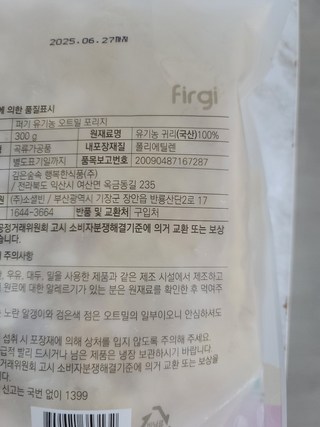 2025.06.27까지
firgi
에 의한 품질표시
퍼기 유기농 오트밀 포리지
300 g 원재료명 유기농 귀리(국산)100%
곡류가공품 내포장재질 폴리에틸렌
별도표기일까지 품목보고번호 20090487167287
검은숲속 행복한식품(주)
/ 전라북도 익산시 여산면 옥금동길 235
원 (주)소셜빈 / 부산광역시 기장군 장안읍 반룡산단2로 17
1644-3664 반품 및 교환처 구입처
공정거래위원회 고시 소비자분쟁해결기준에 의거 교환 또는 보상
습니다.
주의사항
, 우유, 대두, 밀을 사용한 제품과 같은 제조 시설에서 제조하고
원료에 대한 알레르기가 있는 분은 원재료를 확인한 후 먹여주
노란 알갱이와 검은색 점은 오트밀의 일부이오니 안심하셔도
섭취 시 포장재에 의해 상처를 입지 않도록 주의해 주세요.
급적 빨리 드시거나 남은 제품은 냉장 보관하시기 바랍니다.
거래위원회 고시 소비자분쟁해결기준에 의거 교환 또는 보상을
신고는 국번 없이 1399